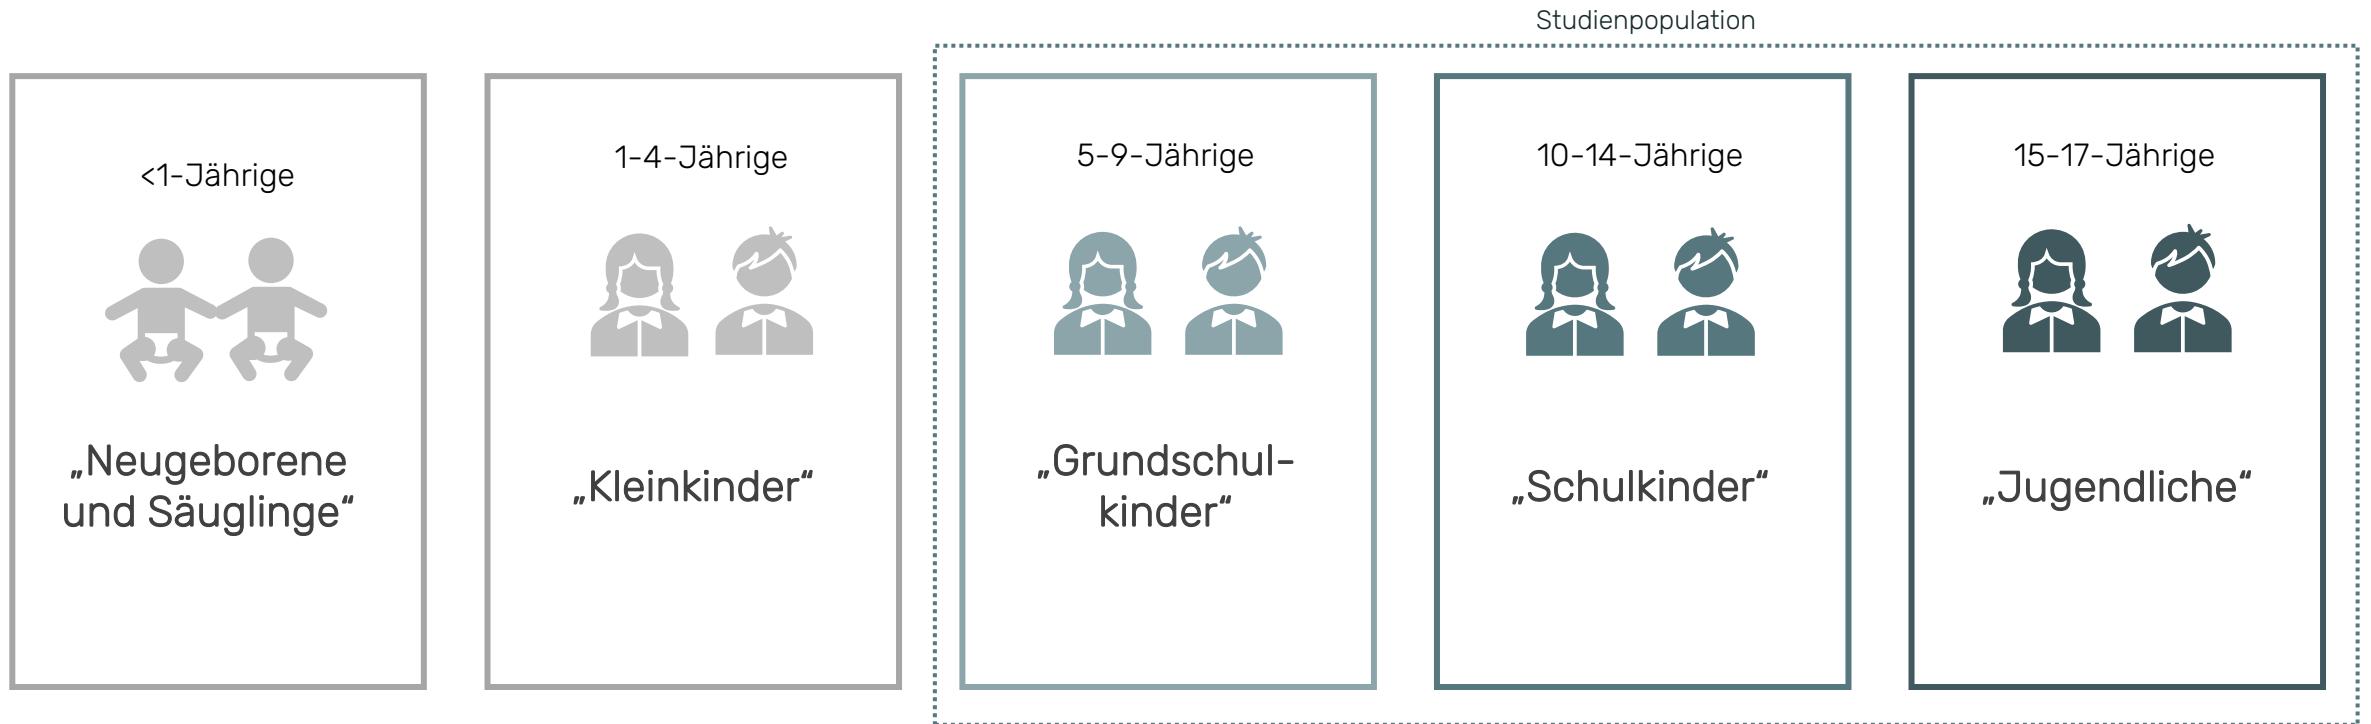 Studienpopulation
<1-Jährige
„Neugeborene
und Säuglinge“
1-4-Jährige
„Kleinkinder“
5-9-Jährige
„Grundschul-
kinder“
10-14-Jährige
„Schulkinder“
15-17-Jährige
„Jugendliche“